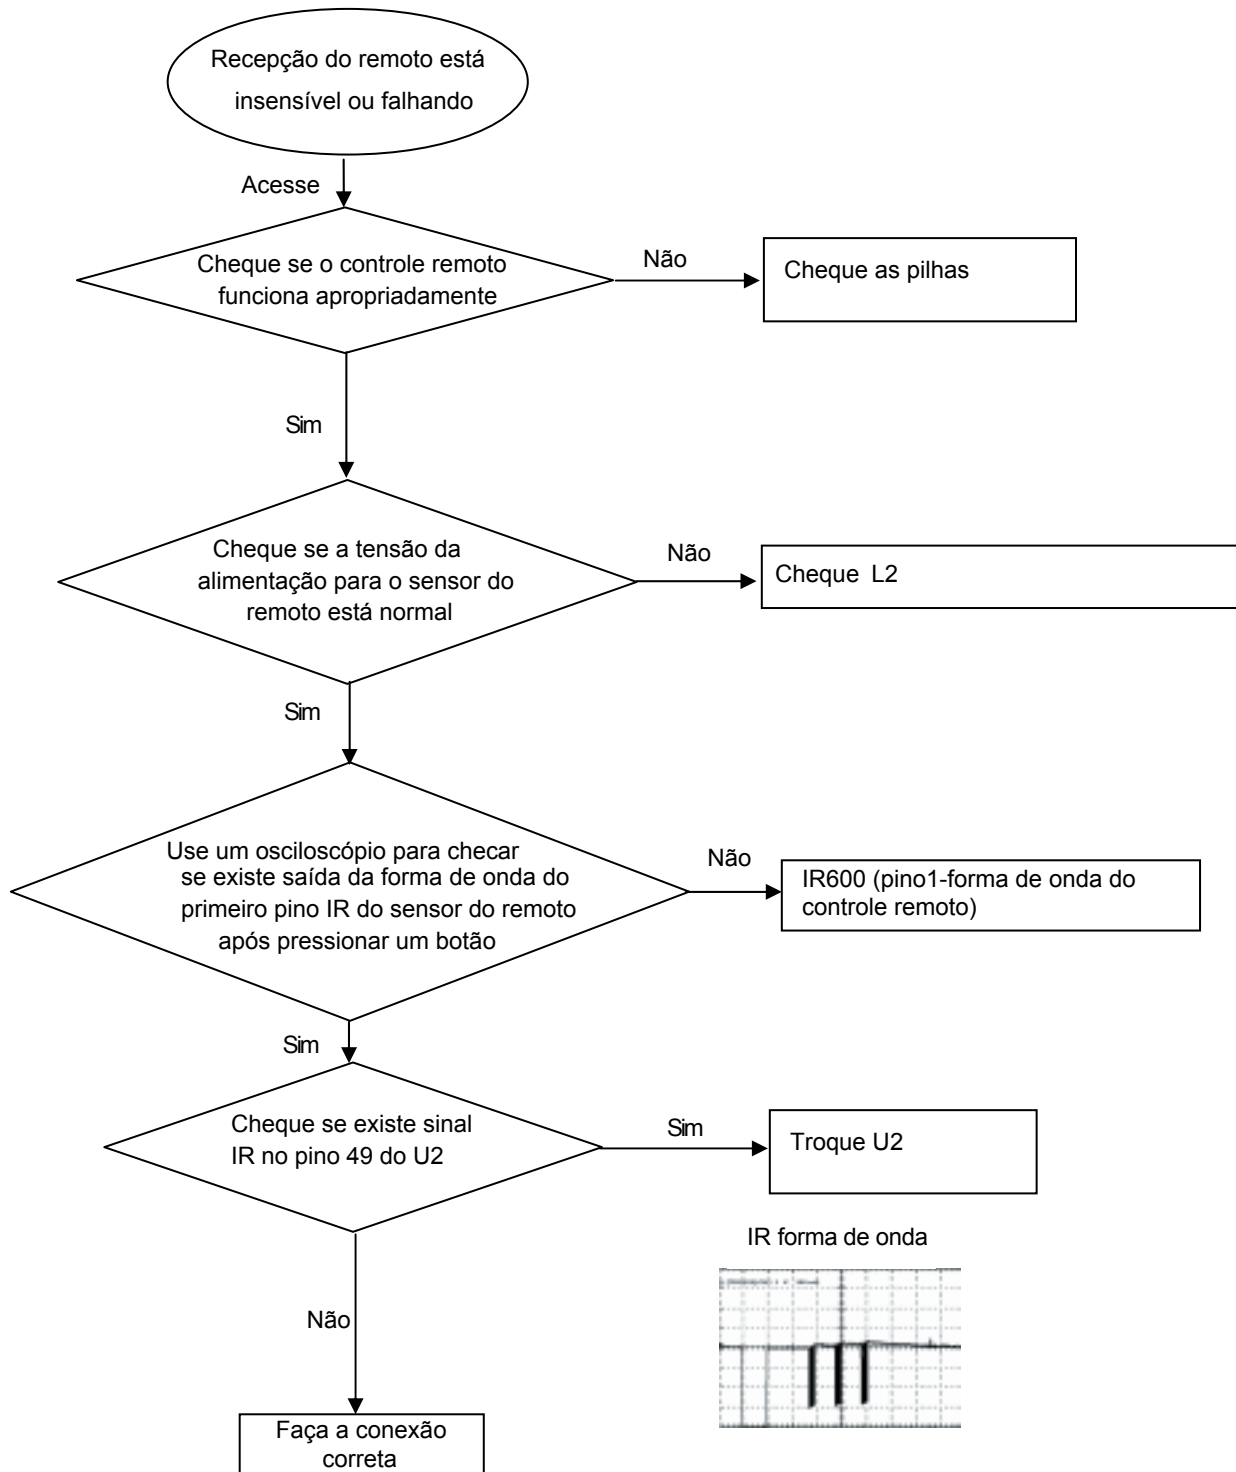 Recepção do remoto está
insensível ou falhando
Acesse
Cheque se o controle remoto
funciona apropriadamente
Não
Cheque as pilhas
Sim
Cheque se a tensão da
alimentação para o sensor do
remoto está normal
Não
Cheque L2
Sim
Use um osciloscópio para checar
se existe saída da forma de onda do
primeiro pino IR do sensor do remoto
após pressionar um botão
Não
IR600 (pino1-forma de onda do
controle remoto)
Sim
Cheque se existe sinal
IR no pino 49 do U2
Sim
Troque U2
IR forma de onda
Não
Faça a conexão
correta